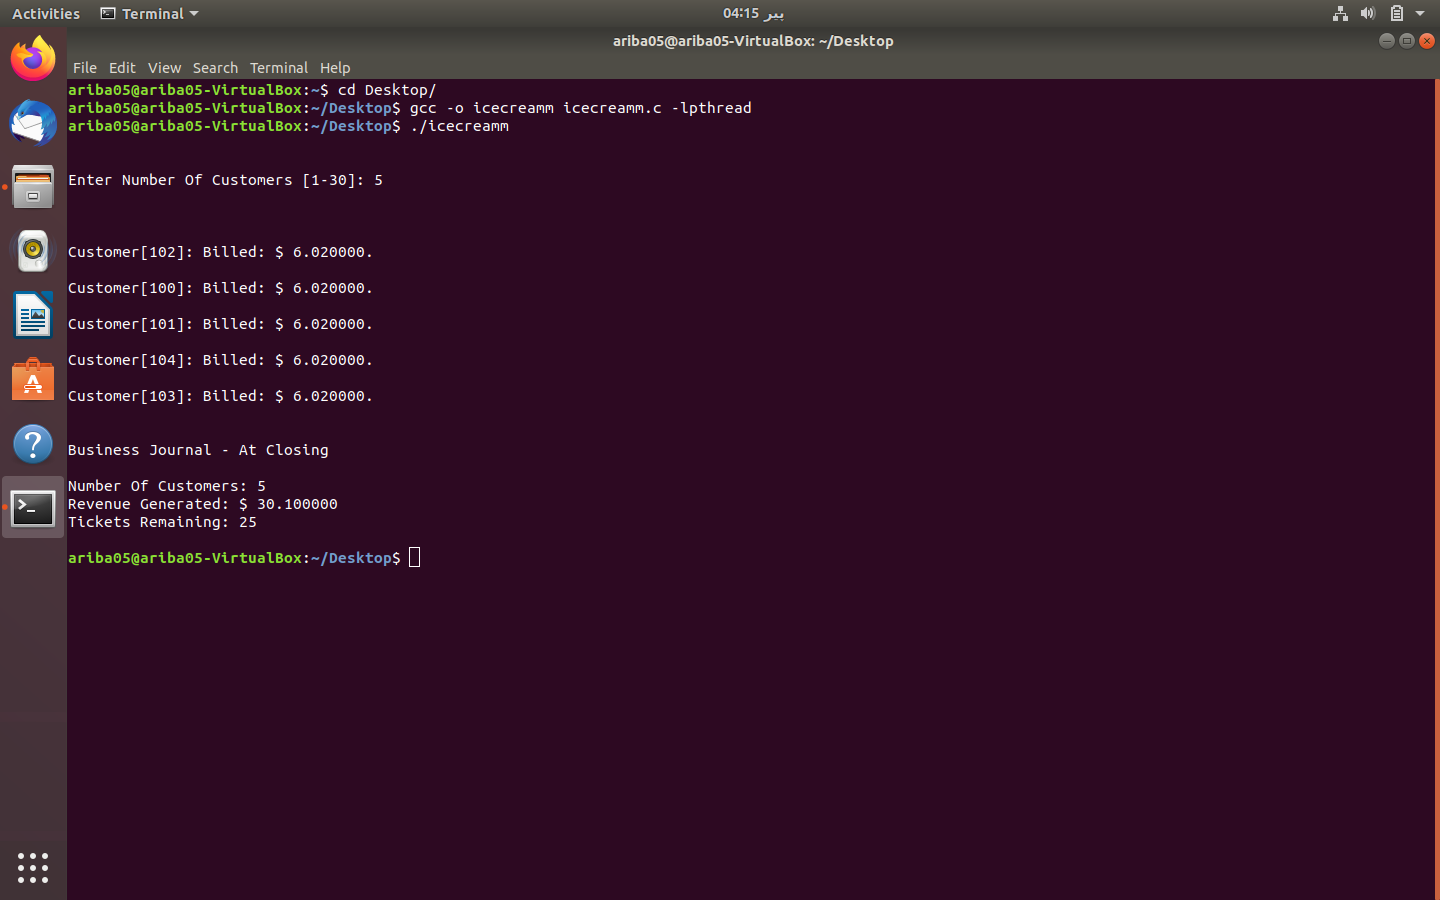 Activities Terminal پیر 04:15
ariba05@ariba05-VirtualBox: ~/Desktop
File Edit View Search Terminal Help
ariba05@ariba05-VirtualBox:~$ cd Desktop/
ariba05@ariba05-VirtualBox:~/Desktop$ gcc -o icecreamm icecreamm.c -lpthread
ariba05@ariba05-VirtualBox:~/Desktop$ ./icecreamm
Enter Number Of Customers [1-30]: 5
Customer[102]: Billed: $ 6.020000.
Customer[100]: Billed: $ 6.020000.
Customer[101]: Billed: $ 6.020000.
Customer[104]: Billed: $ 6.020000.
Customer[103]: Billed: $ 6.020000.
Business Journal - At Closing
Number Of Customers: 5
Revenue Generated: $ 30.100000
Tickets Remaining: 25
ariba05@ariba05-VirtualBox:~/Desktop$